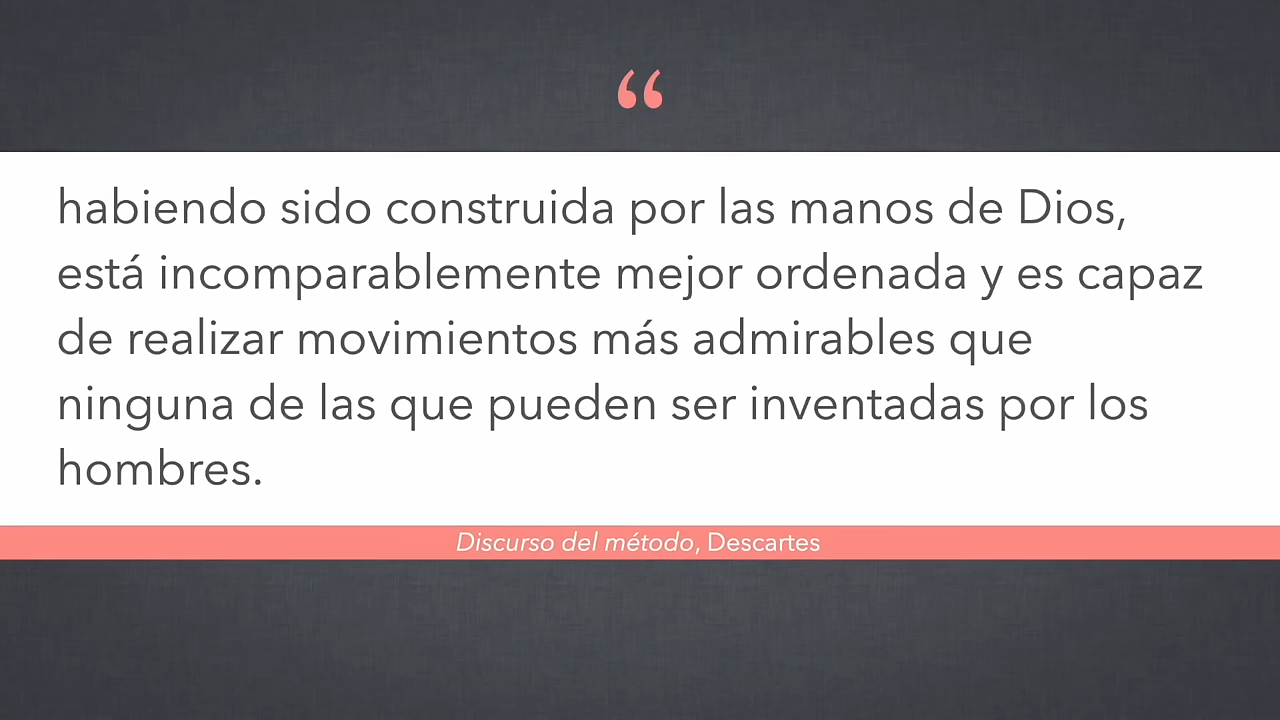 “
habiendo sido construida por las manos de Dios,
está incomparablemente mejor ordenada y es capaz
de realizar movimientos más admirables que
ninguna de las que pueden ser inventadas por los
hombres.
Discurso del método, Descartes